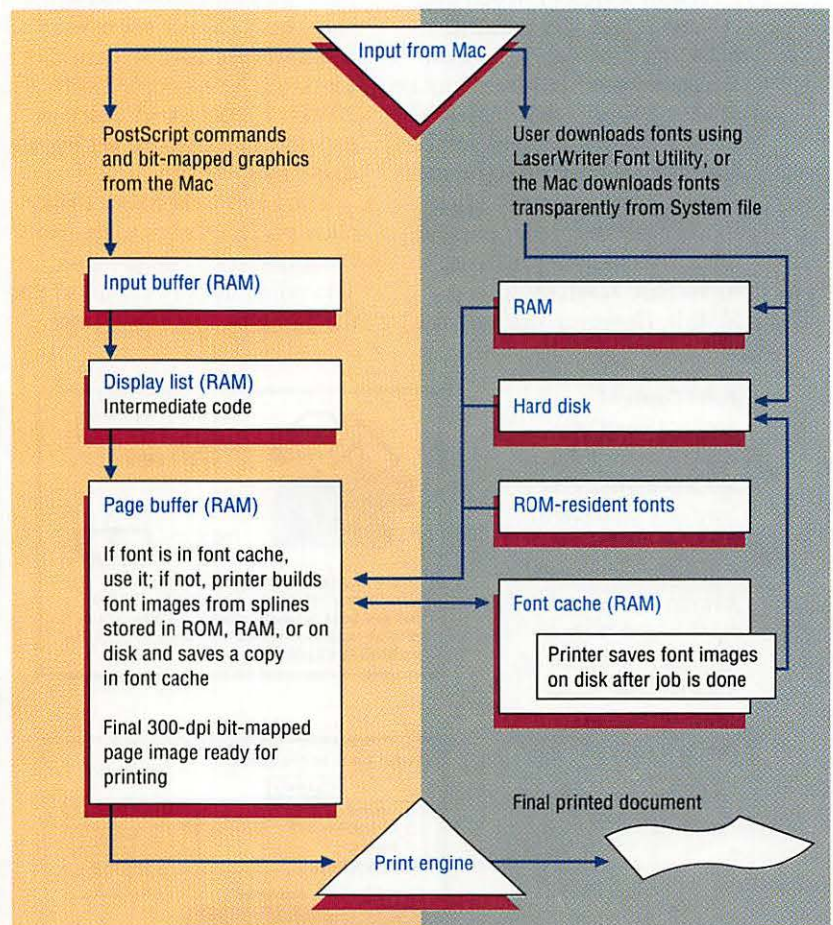 Input from Mac
PostScript commands
and bit-mapped graphics
from the Mac
User downloads fonts using
LaserWriter Font Utility, or
the Mac downloads fonts
transparently from System file
Input buffer (RAM)
Display list (RAM)
Intermediate code
Page buffer (RAM)
If font is in font cache,
use it; if not, printer builds
font images from splines
stored in ROM, RAM, or on
disk and saves a copy
in font cache
Final 300-dpi bit-mapped
page image ready for
printing
RAM
Hard disk
ROM-resident fonts
Font cache (RAM)
Printer saves font images
on disk after job is done
Print engine
Final printed document